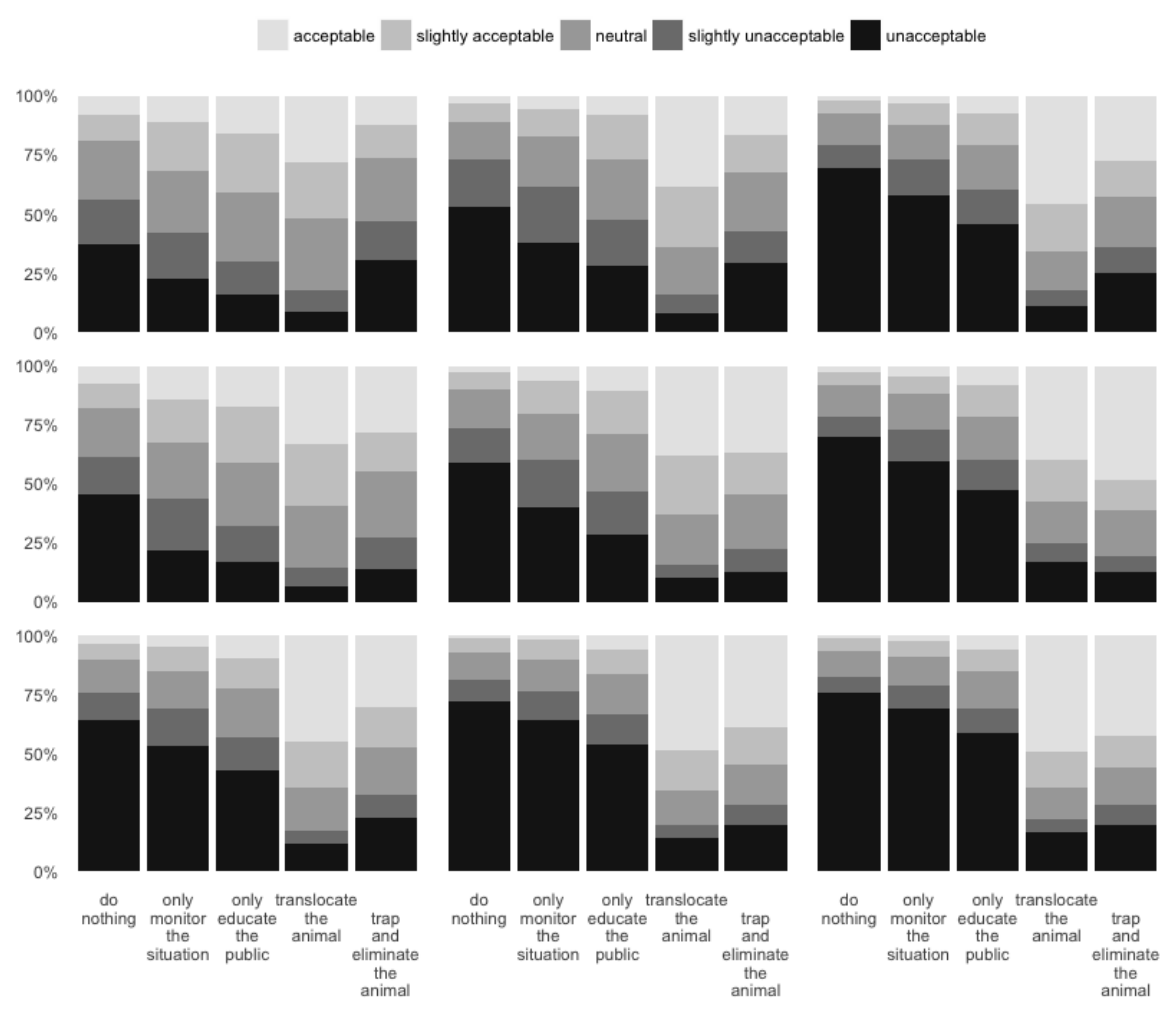 acceptable slightly acceptable neutral slightly unacceptable unacceptable
100%
75%
50%
25%
0%
100%
75%
50%
25%
0%
100%
75%
50%
25%
0%
do
nothing
only
monitor
the
situation
only
educate
the
public
translocate
the
animal
trap
and
eliminate
the
animal
do
nothing
only
monitor
the
situation
only
educate
the
public
translocate
the
animal
trap
and
eliminate
the
animal
do
nothing
only
monitor
the
situation
only
educate
the
public
translocate
the
animal
trap
and
eliminate
the
animal